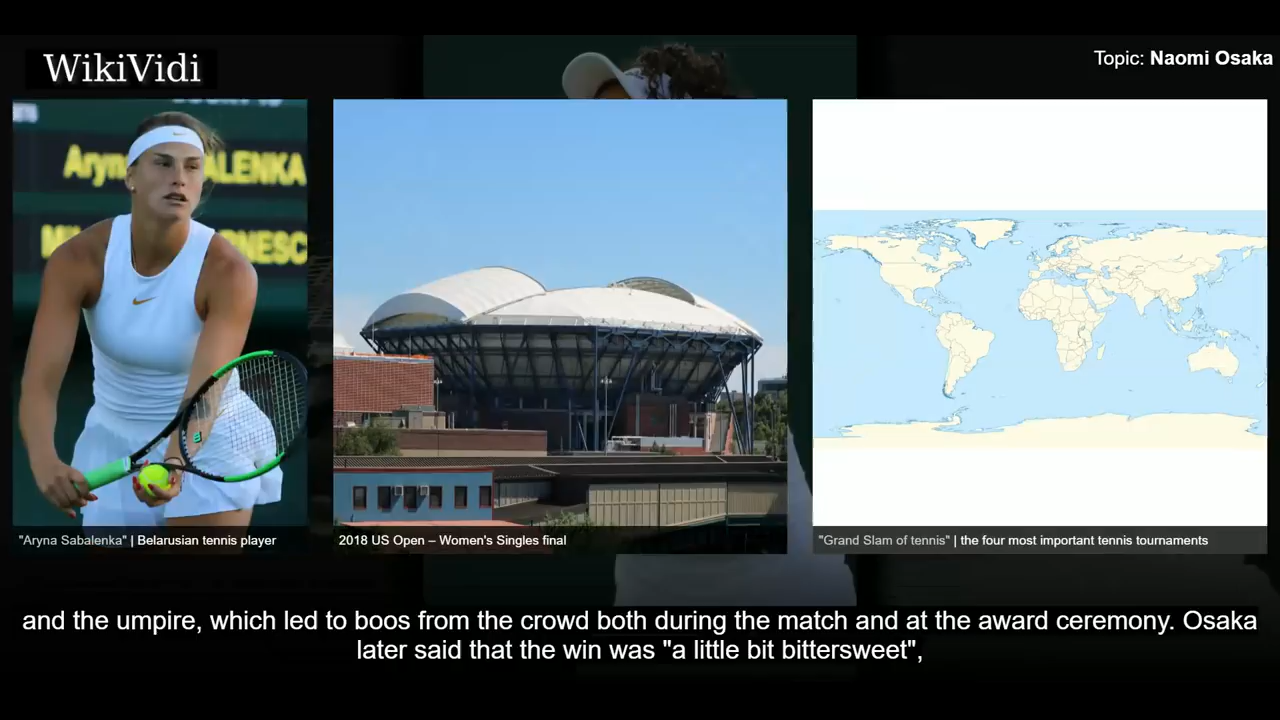 WikiVidi
Topic: Naomi Osaka
"Aryna Sabalenka" | Belarusian tennis player
2018 US Open – Women's Singles final
"Grand Slam of tennis" | the four most important tennis tournaments
and the umpire, which led to boos from the crowd both during the match and at the award ceremony. Osaka
later said that the win was "a little bit bittersweet",